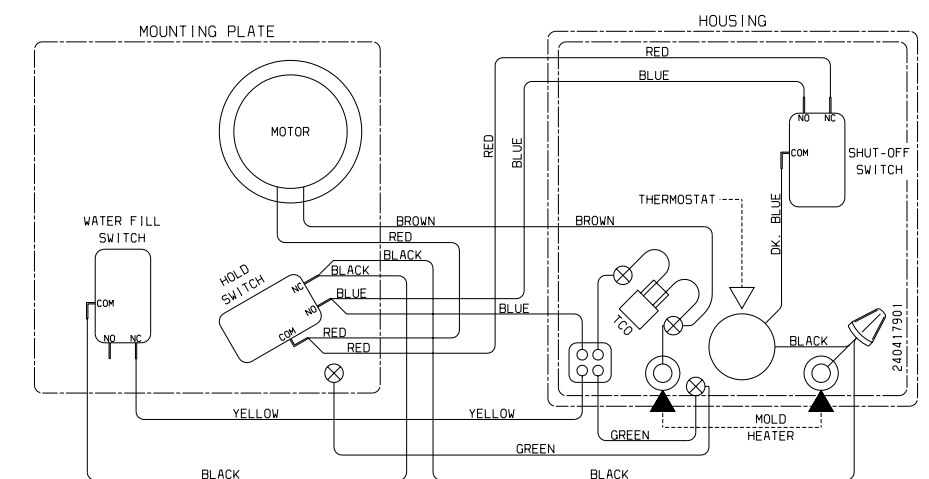 HOUSING
MOUNTING PLATE
RED
BLUE
MOTOR
NO NC
RED
BLUE
COM
SHUT-OFF
SWITCH
THERMOSTAT
DK. BLUE
WATER FILL
SWITCH
BROWN
BROWN
RED
BLACK
BLACK
HOLD
SWITCH
NC
BLUE
NO
BLUE
COM
COM
RED
RED
TCO
NO NC
BLACK
240417901
YELLOW
YELLOW
MOLD
HEATER
GREEN
GREEN
BLACK
BLACK